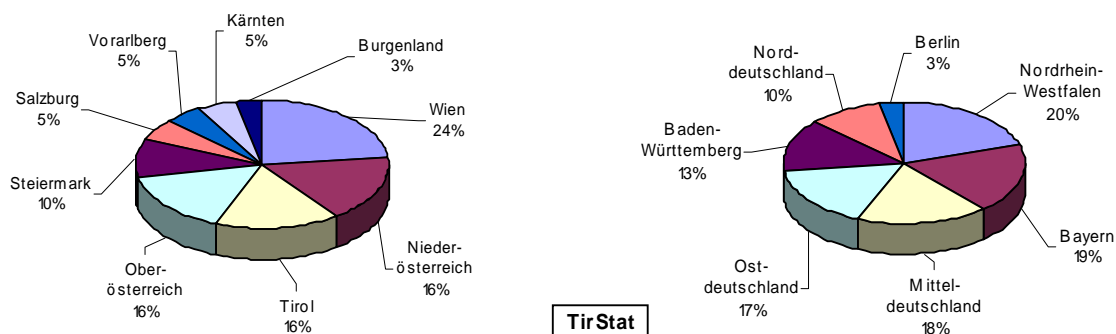 Kärnten
5%
Vorarlberg
5%
Burgenland
3%
Salzburg
5%
Wien
24%
Steiermark
10%
Nieder-
österreich
16%
Ober-
österreich
16%
Tirol
16%
Nord-
deutschland
10%
Berlin
3%
Nordrhein-
Westfalen
20%
Baden-
Württemberg
13%
Bayern
19%
Ost-
deutschland
17%
Mittel-
deutschland
18%
TirStat